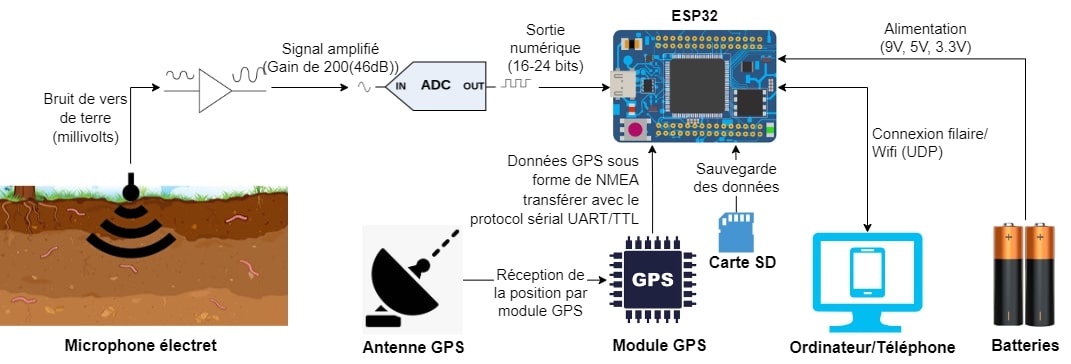 ESP32
Alimentation
(9V, 5V, 3.3V)
Sortie
numérique
(16-24 bits)
Signal amplifié
(Gain de 200(46dB))
IN
ADC
OUT
Bruit de vers
de terre
(millivolts)
Connexion filaire/
Wifi (UDP)
Données GPS sous
forme de NMEA
transférer avec le
protocol sérial UART/TTL
Sauvegarde
des données
Carte SD
Réception de
la position par
module GPS
GPS
+
+
Microphone électret
Antenne GPS
Module GPS
Ordinateur/Téléphone
Batteries